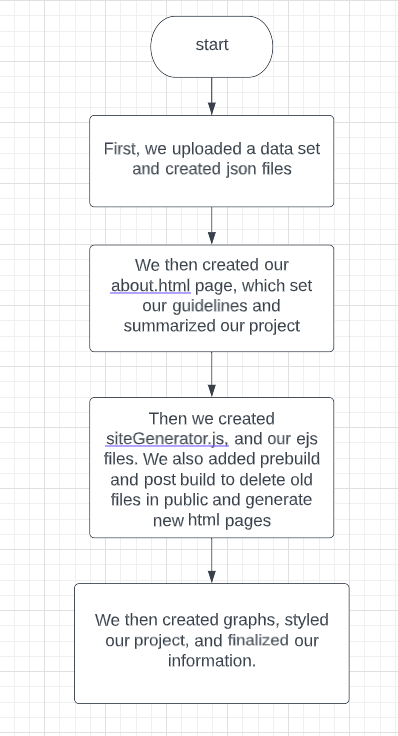 start
First, we uploaded a data set
and created json files
We then created our
about.html page, which set
our guidelines and
summarized our project
Then we created
siteGenerator.js, and our ejs
files. We also added prebuild
and post build to delete old
files in public and generate
new html pages
We then created graphs, styled
our project, and finalized our
information.